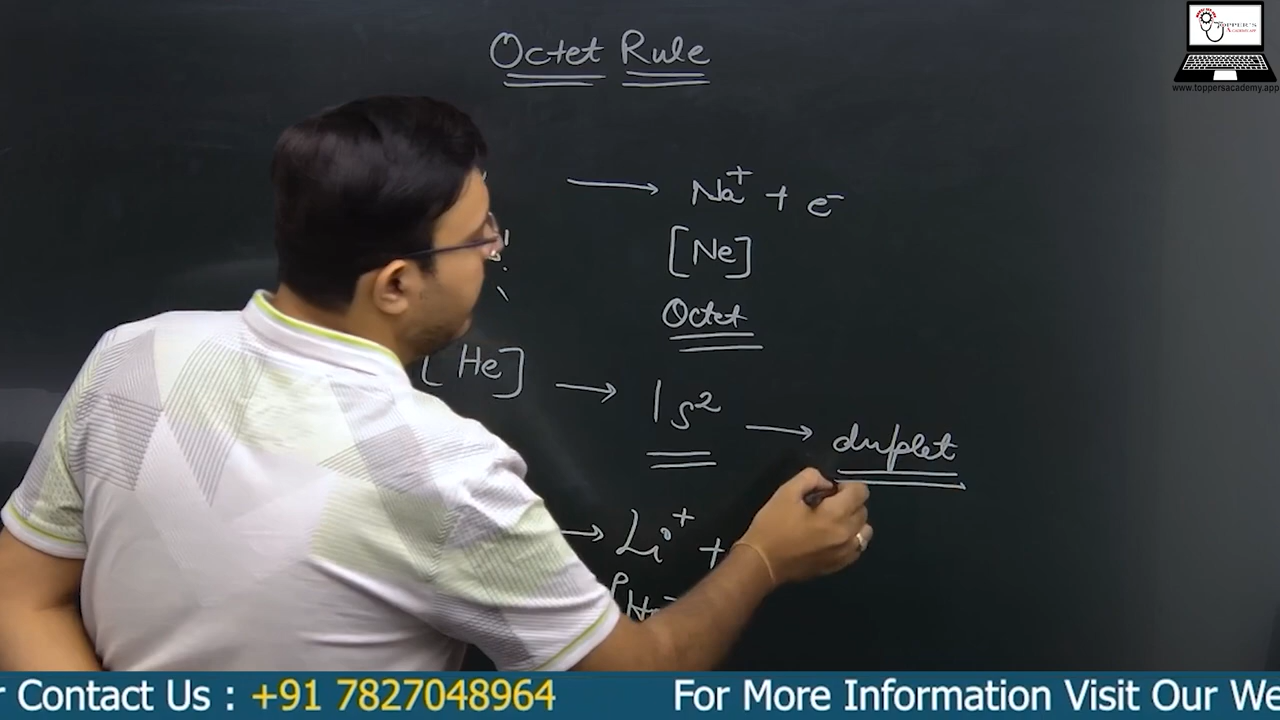 TOPPER'S
www.toppersacademy.app
Octet Rule
→ Na⁺ + e⁻
[Ne]
Octet
[He] → 1s² → duplet
→ Li⁺ +
r Contact Us : +91 7827048964 For More Information Visit Our We